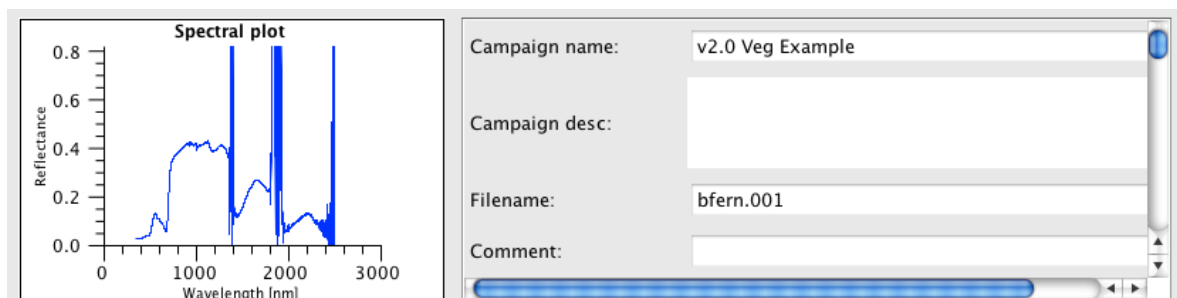 Spectral plot
0.8
0.6
0.4
0.2
0.0
Reflectance
0 1000 2000 3000
Wavelength [nm]
Campaign name: v2.0 Veg Example
Campaign desc:
Filename: bfern.001
Comment: